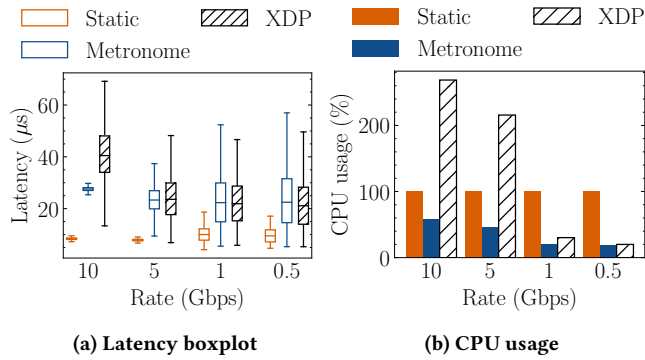 Static
XDP
Metronome
Latency (μs)
60
40
20
10
5
1
0.5
Rate (Gbps)
(a) Latency boxplot
Static
XDP
Metronome
CPU usage (%)
200
100
0
10
5
1
0.5
Rate (Gbps)
(b) CPU usage